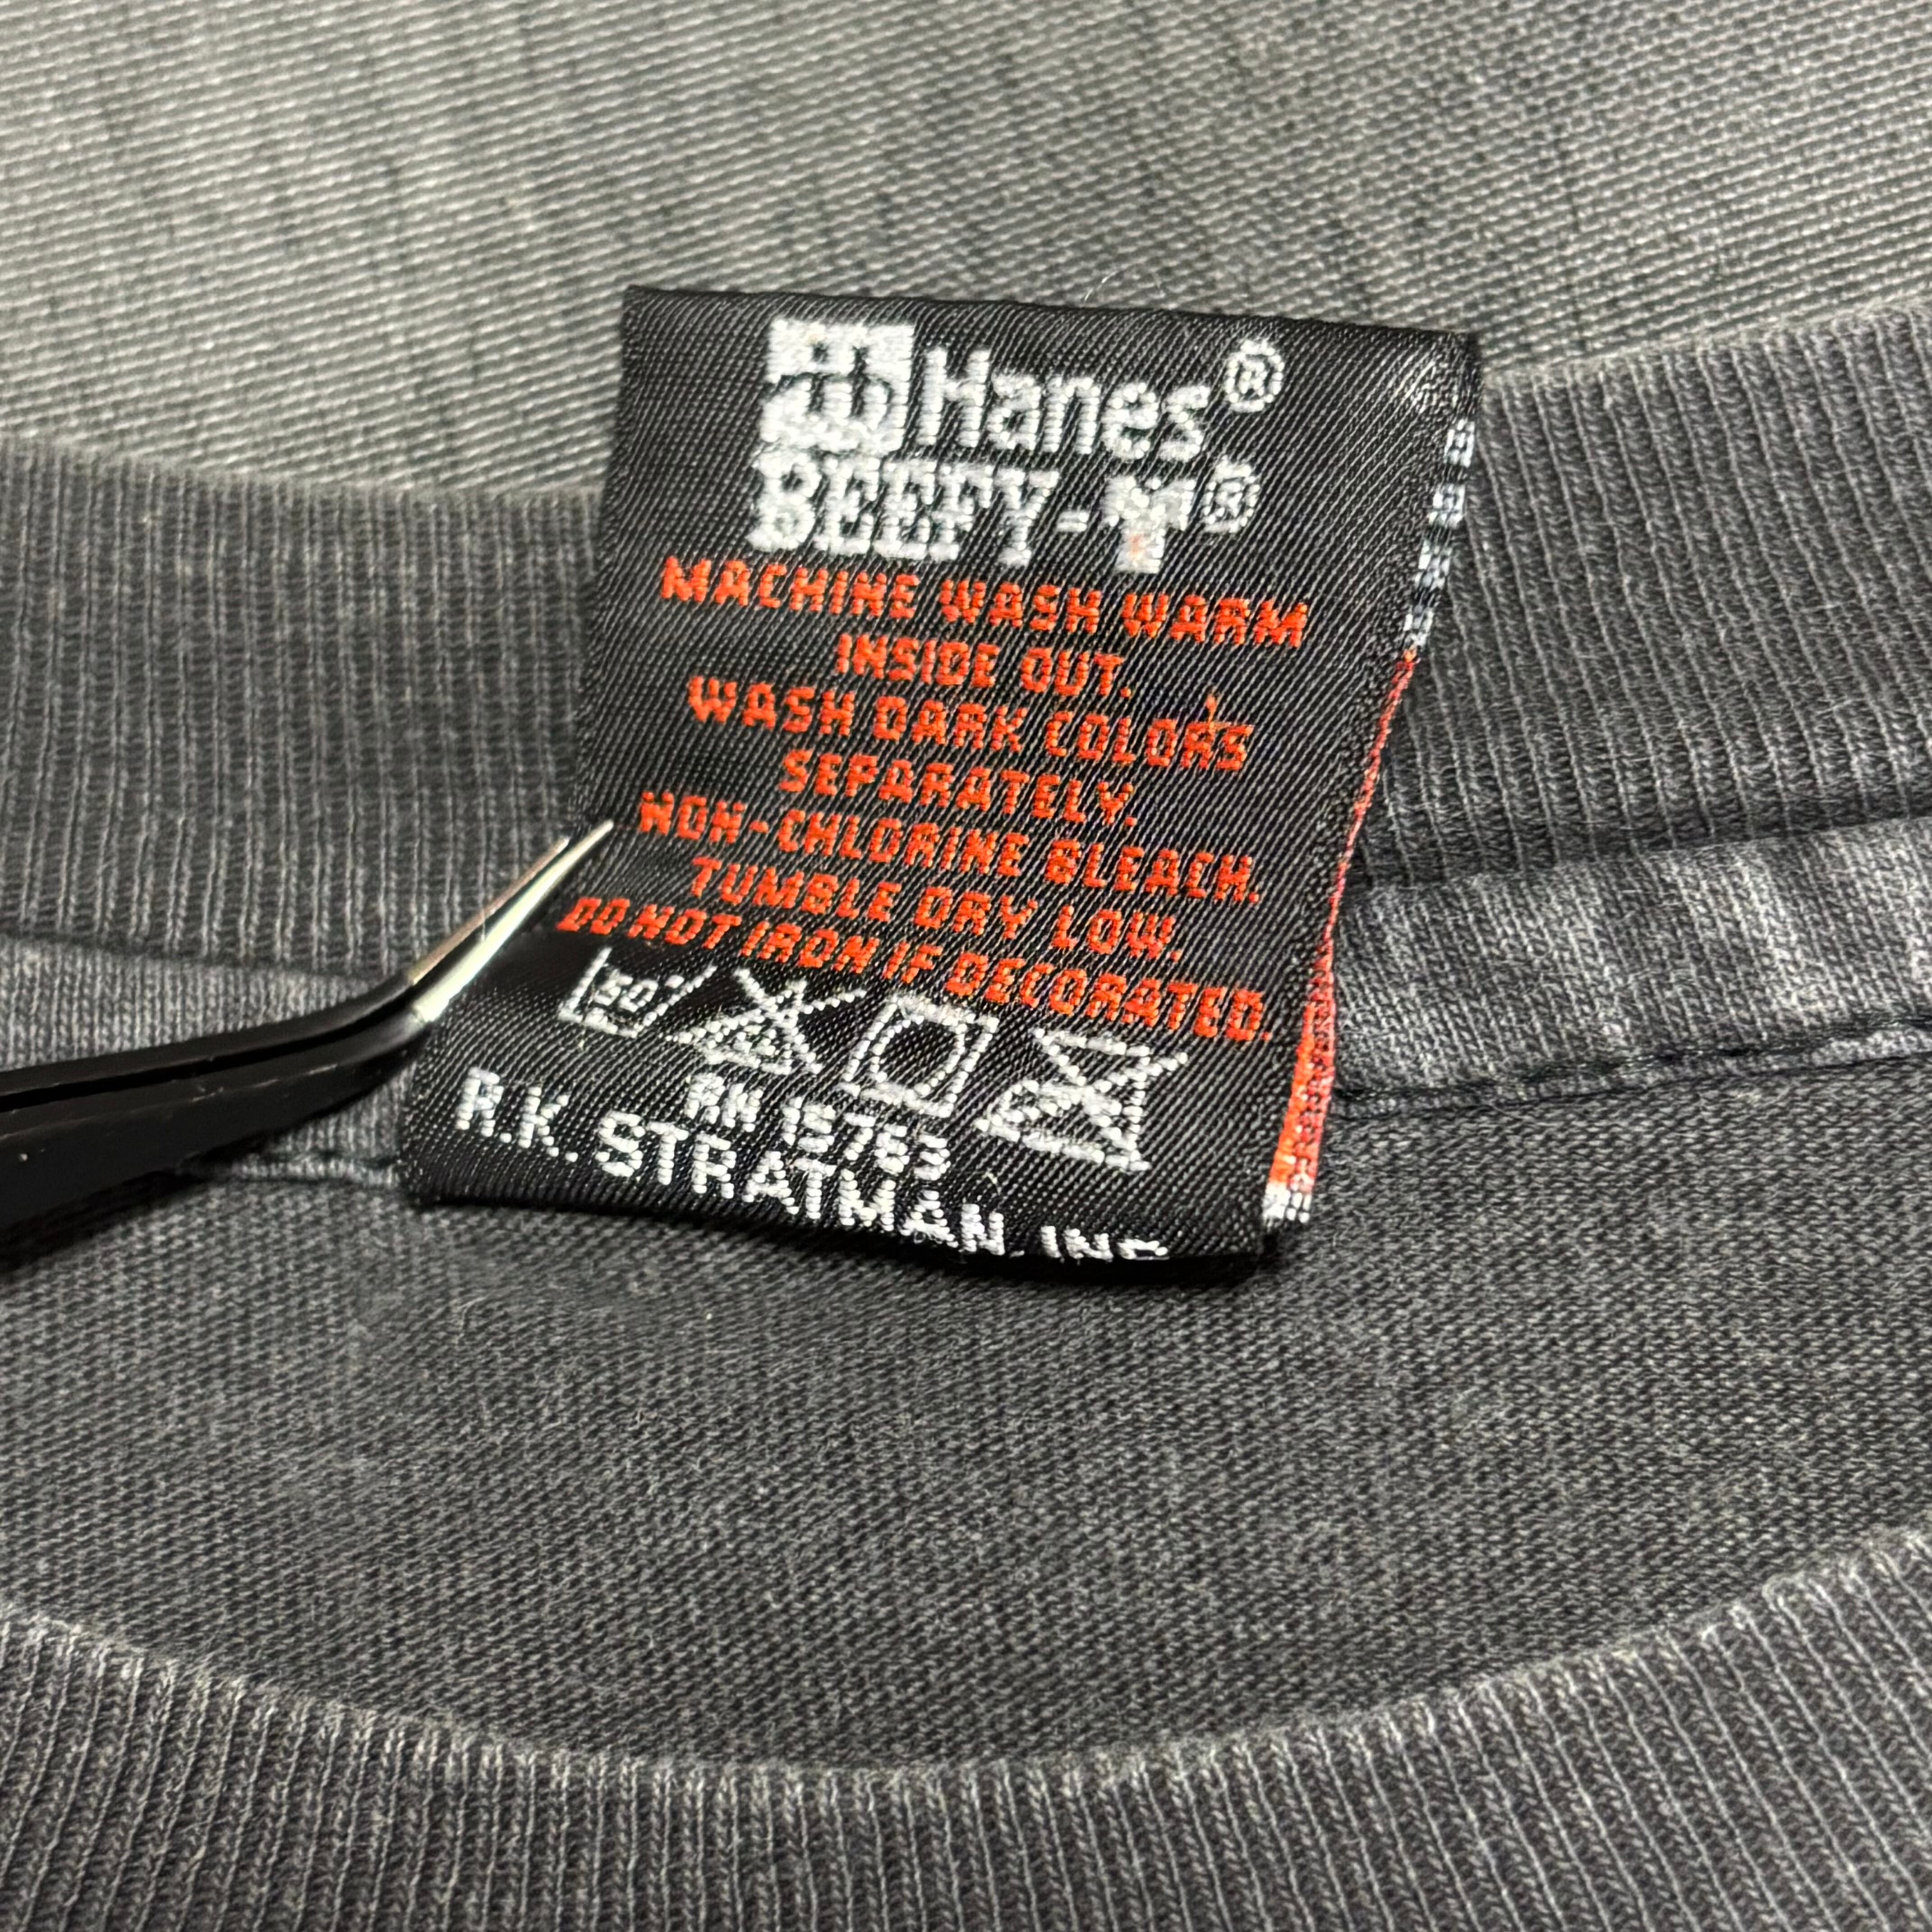 Hanes®
BEEFY-T®
MACHINE WASH WARM
INSIDE OUT.
WASH DARK COLORS
SEPARATELY.
NON-CHLORINE BLEACH.
TUMBLE DRY LOW.
DO NOT IRON IF DECORATED.
50°
RN 15763
R.K. STRATMAN, INC